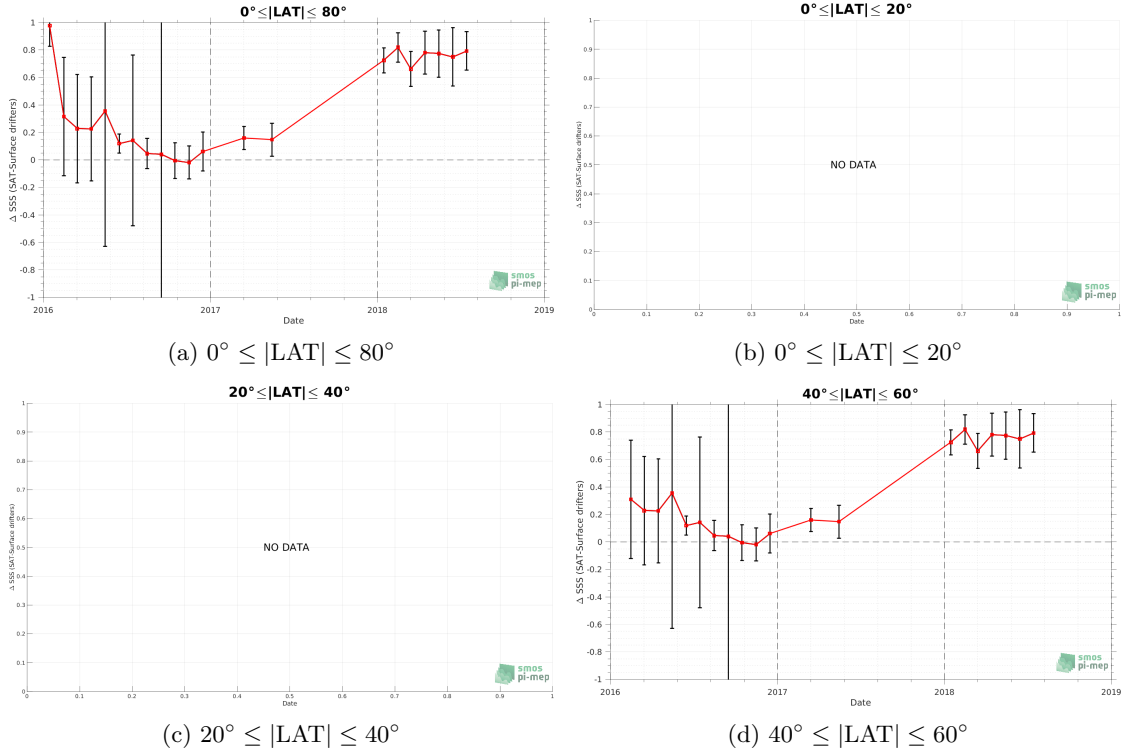 0°≤|LAT|≤ 80°
Δ SSS (SAT-Surface drifters)
1
0.8
0.6
0.4
0.2
0
-0.2
-0.4
-0.6
-0.8
-1
2016
2017
2018
2019
Date
smos
pi-mep
(a) 0° ≤ |LAT| ≤ 80°
0°≤|LAT|≤ 20°
Δ SSS (SAT-Surface drifters)
1
0.9
0.8
0.7
0.6
0.5
0.4
0.3
0.2
0.1
0
NO DATA
0 0.1 0.2 0.3 0.4 0.5 0.6 0.7 0.8 0.9 1
Date
smos
pi-mep
(b) 0° ≤ |LAT| ≤ 20°
20°≤|LAT|≤ 40°
Δ SSS (SAT-Surface drifters)
1
0.9
0.8
0.7
0.6
0.5
0.4
0.3
0.2
0.1
0
NO DATA
0 0.1 0.2 0.3 0.4 0.5 0.6 0.7 0.8 0.9 1
Date
smos
pi-mep
(c) 20° ≤ |LAT| ≤ 40°
40°≤|LAT|≤ 60°
Δ SSS (SAT-Surface drifters)
1
0.8
0.6
0.4
0.2
0
-0.2
-0.4
-0.6
-0.8
-1
2016
2017
2018
2019
Date
smos
pi-mep
(d) 40° ≤ |LAT| ≤ 60°